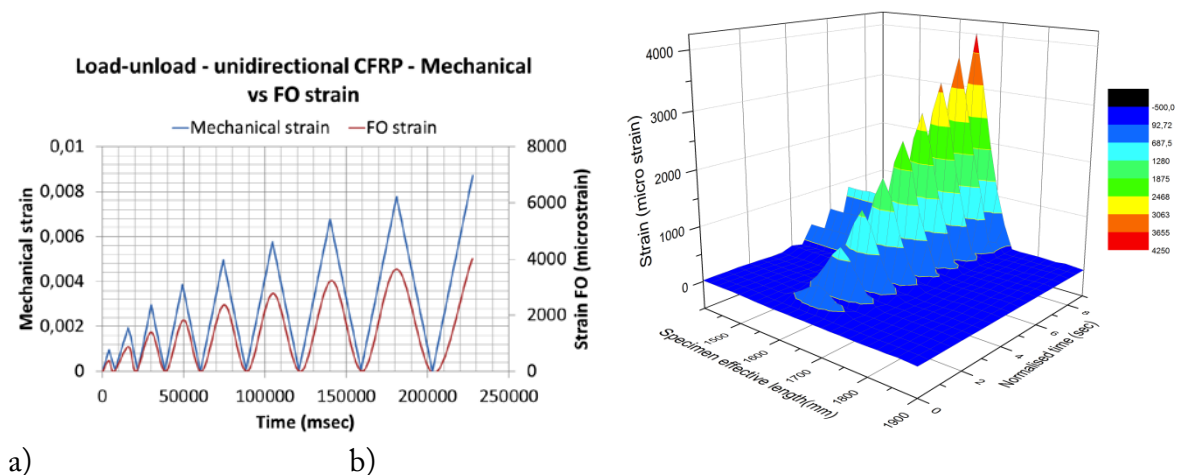 Load-unload - unidirectional CFRP - Mechanical
vs FO strain
Mechanical strain FO strain
0,01
0,008
0,006
0,004
0,002
0
Mechanical strain
8000
6000
4000
2000
0
Strain FO (microstrain)
0 50000 100000 150000 200000 250000
Time (msec)
a)
4000
3000
2000
1000
0
Strain (micro strain)
1500
1600
1700
1800
1900
Specimen effective length(mm)
0
2
4
6
8
Normalised time (sec)
-500,0
92,72
687,5
1280
1875
2468
3063
3655
4250
b)